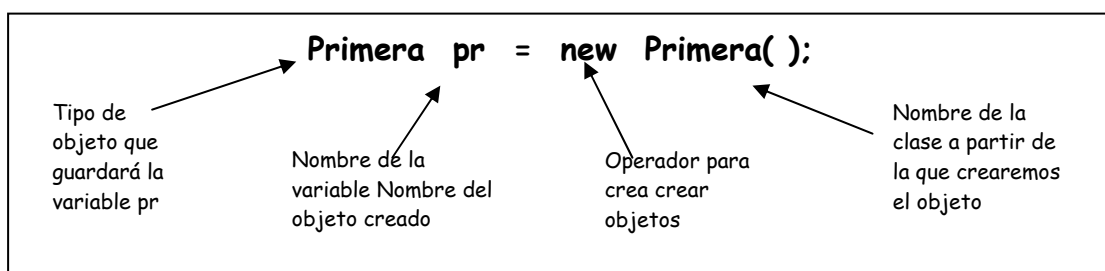 Primera pr = new Primera( );
Tipo de
objeto que
guardará la
variable pr
Nombre de la
variable Nombre del
objeto creado
Operador para
crea crear
objetos
Nombre de la
clase a partir de
la que crearemos
el objeto